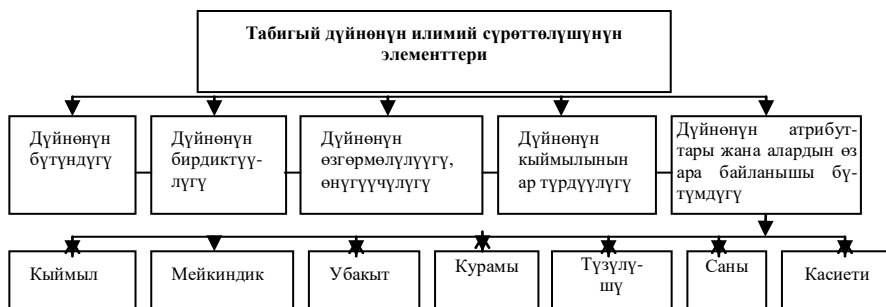 Табигый дүйнөнүн илимий сүрөттөлүшүнүн
элементтери
Дүйнөнүн
бүтүндүгү
Дүйнөнүн
бирдиктүү-
лүгү
Дүйнөнүн
өзгөрмөлүлүүгү,
өнүгүүчүлүгү
Дүйнөнүн
кыймылынын
ар түрдүүлүгү
Дүйнөнүн атрибут-
тары жана алардын өз
ара байланышы бү-
түмдүгү
Кыймыл
Мейкиндик
Убакыт
Курамы
Түзүлү-
шү
Саны
Касиети